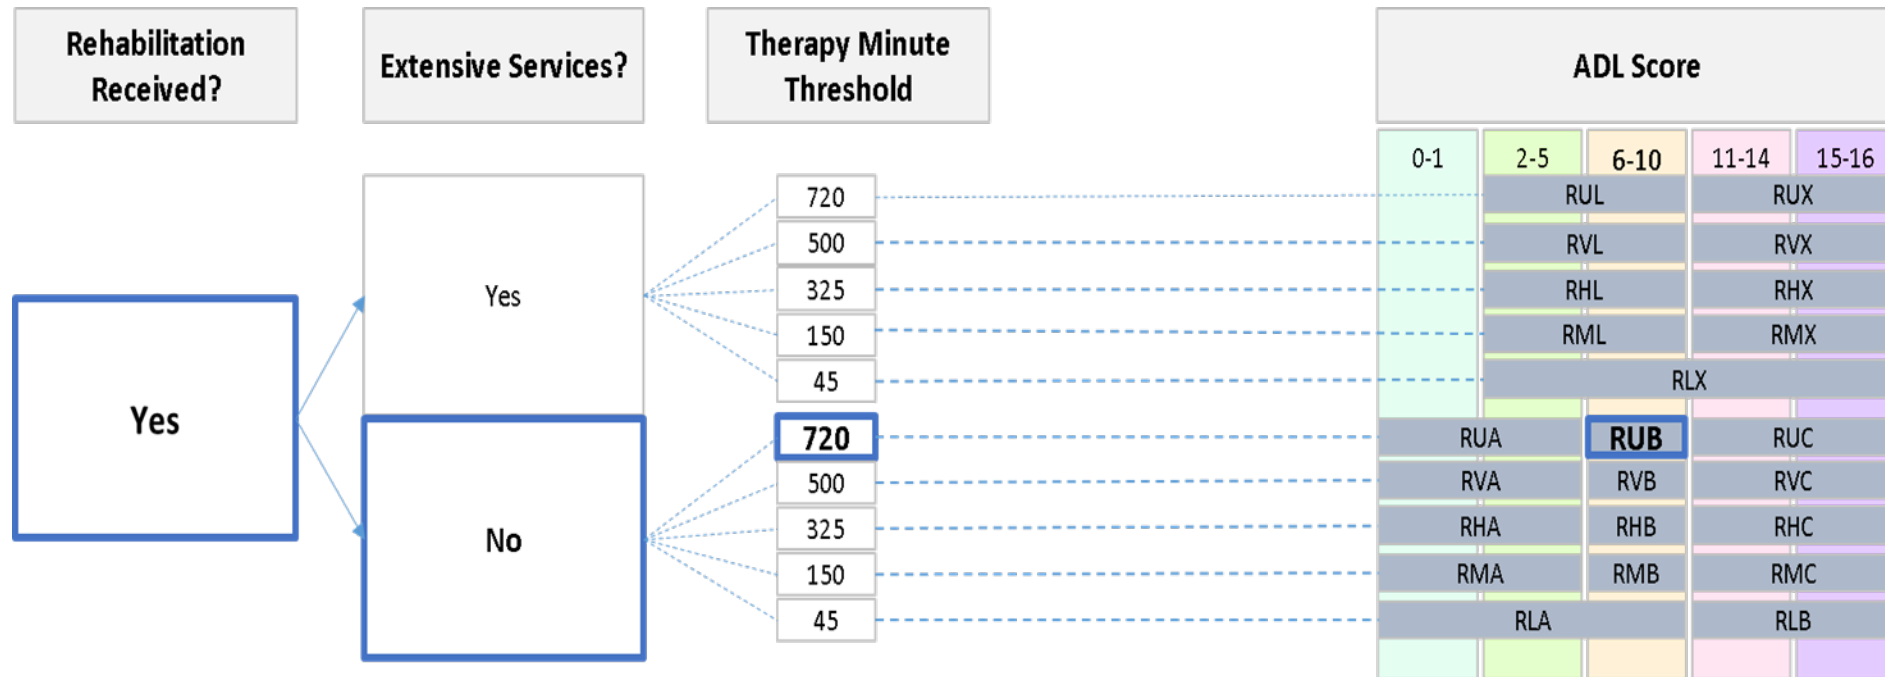 Rehabilitation
Received?
Extensive Services?
Therapy Minute
Threshold
ADL Score
0-1 2-5 6-10 11-14 15-16
Yes
Yes
720 RUL RUX
500 RVL RVX
325 RHL RHX
150 RML RMX
45 RLX
No
720 RUA RUB RUC
500 RVA RVB RVC
325 RHA RHB RHC
150 RMA RMB RMC
45 RLA RLB